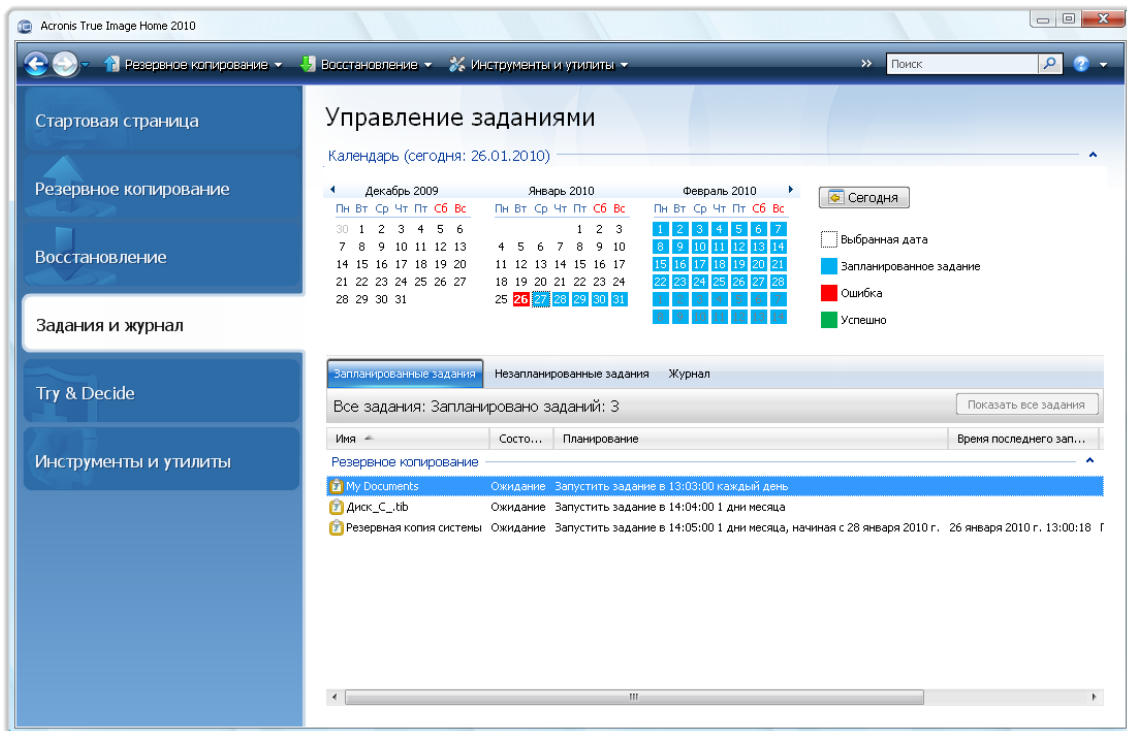 Acronis True Image Home 2010
Резервное копирование Восстановление Инструменты и утилиты » Поиск
Стартовая страница
Резервное копирование
Восстановление
Задания и журнал
Try & Decide
Инструменты и утилиты
Управление заданиями
Календарь (сегодня: 26.01.2010)
Декабрь 2009 Январь 2010 Февраль 2010
Пн Вт Ср Чт Пт Сб Вс Пн Вт Ср Чт Пт Сб Вс Пн Вт Ср Чт Пт Сб Вс
30 1 2 3 4 5 6 1 2 3 1 2 3 4 5 6 7
7 8 9 10 11 12 13 4 5 6 7 8 9 10 8 9 10 11 12 13 14
14 15 16 17 18 19 20 11 12 13 14 15 16 17 15 16 17 18 19 20 21
21 22 23 24 25 26 27 18 19 20 21 22 23 24 22 23 24 25 26 27 28
28 29 30 31 25 26 27 28 29 30 31
Сегодня
Выбранная дата
Запланированное задание
Ошибка
Успешно
Запланированные задания Незапланированные задания Журнал
Все задания: Запланировано заданий: 3 Показать все задания
Имя Состо... Планирование Время последнего зап...
Резервное копирование
My Documents Ожидание Запустить задание в 13:03:00 каждый день
Диск_C_.tib Ожидание Запустить задание в 14:04:00 1 дни месяца
Резервная копия системы Ожидание Запустить задание в 14:05:00 1 дни месяца, начиная с 28 января 2010 г. 26 января 2010 г. 13:00:18